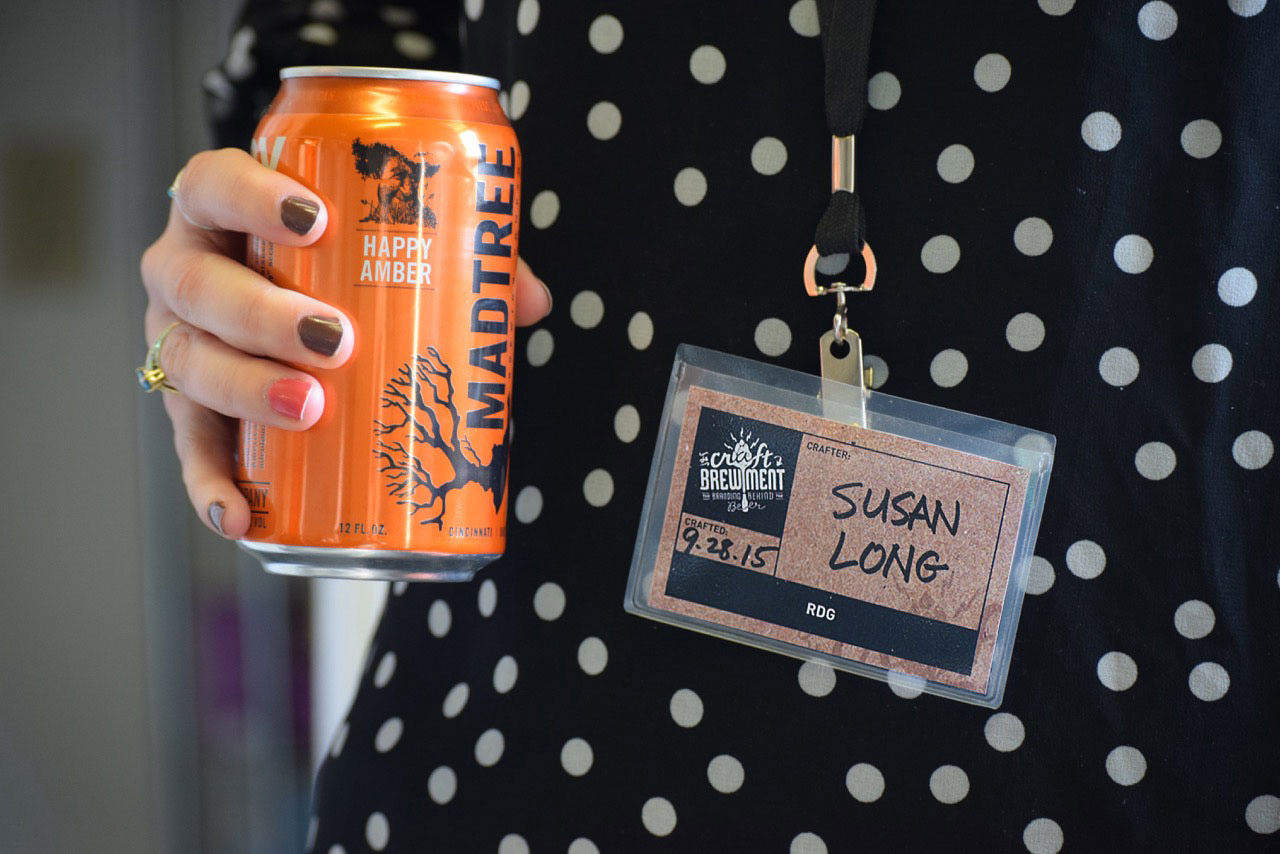 HAPPY
AMBER
MADTREE
12 FL. OZ.
CINCINNATI
craft
BREWMENT
BRANDING BEHIND
Beer
CRAFTER:
SUSAN
LONG
CRAFTED:
9.28.15
RDG